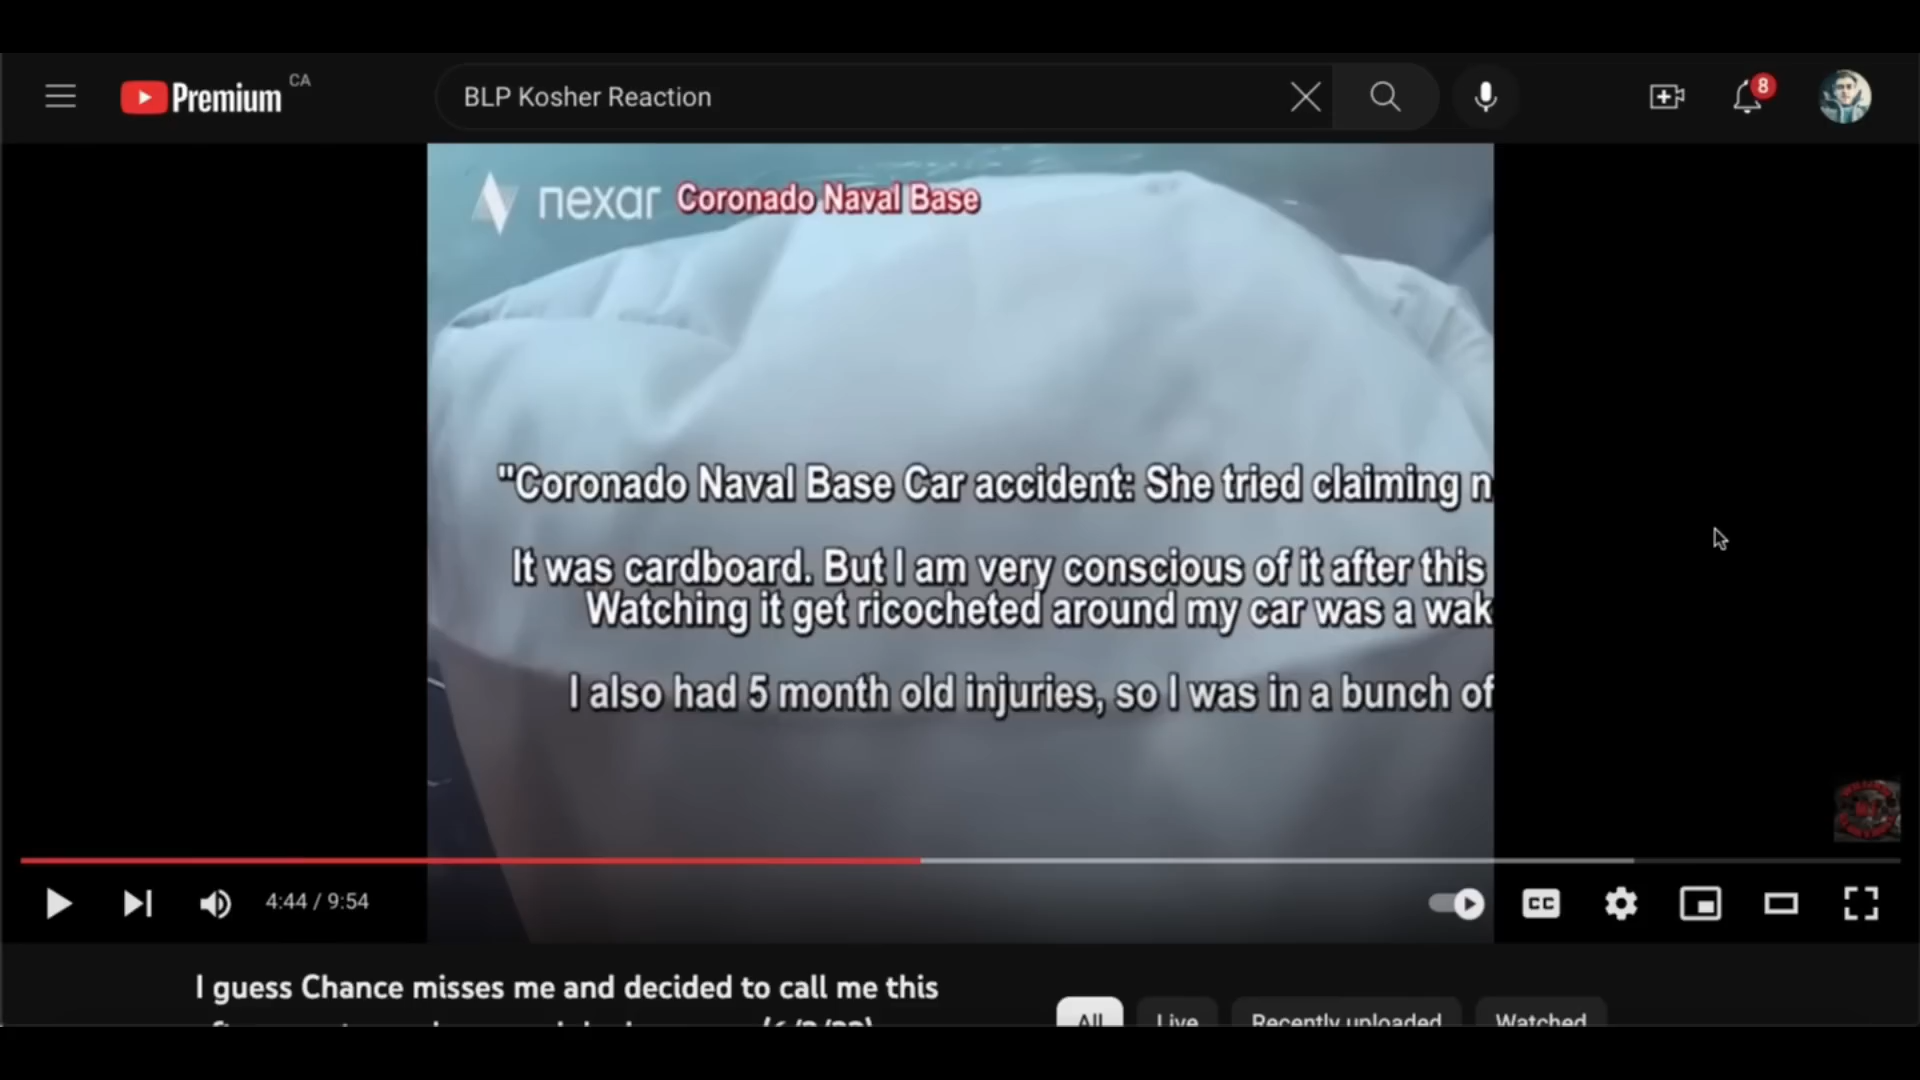 Premium
CA
BLP Kosher Reaction
8
nexar
Coronado Naval Base
"Coronado Naval Base Car accident: She tried claiming n
It was cardboard. But I am very conscious of it after this
Watching it get ricocheted around my car was a wak
I also had 5 month old injuries, so I was in a bunch of
4:44 / 9:54
CC
I guess Chance misses me and decided to call me this
All
Live
Recently uploaded
Watched